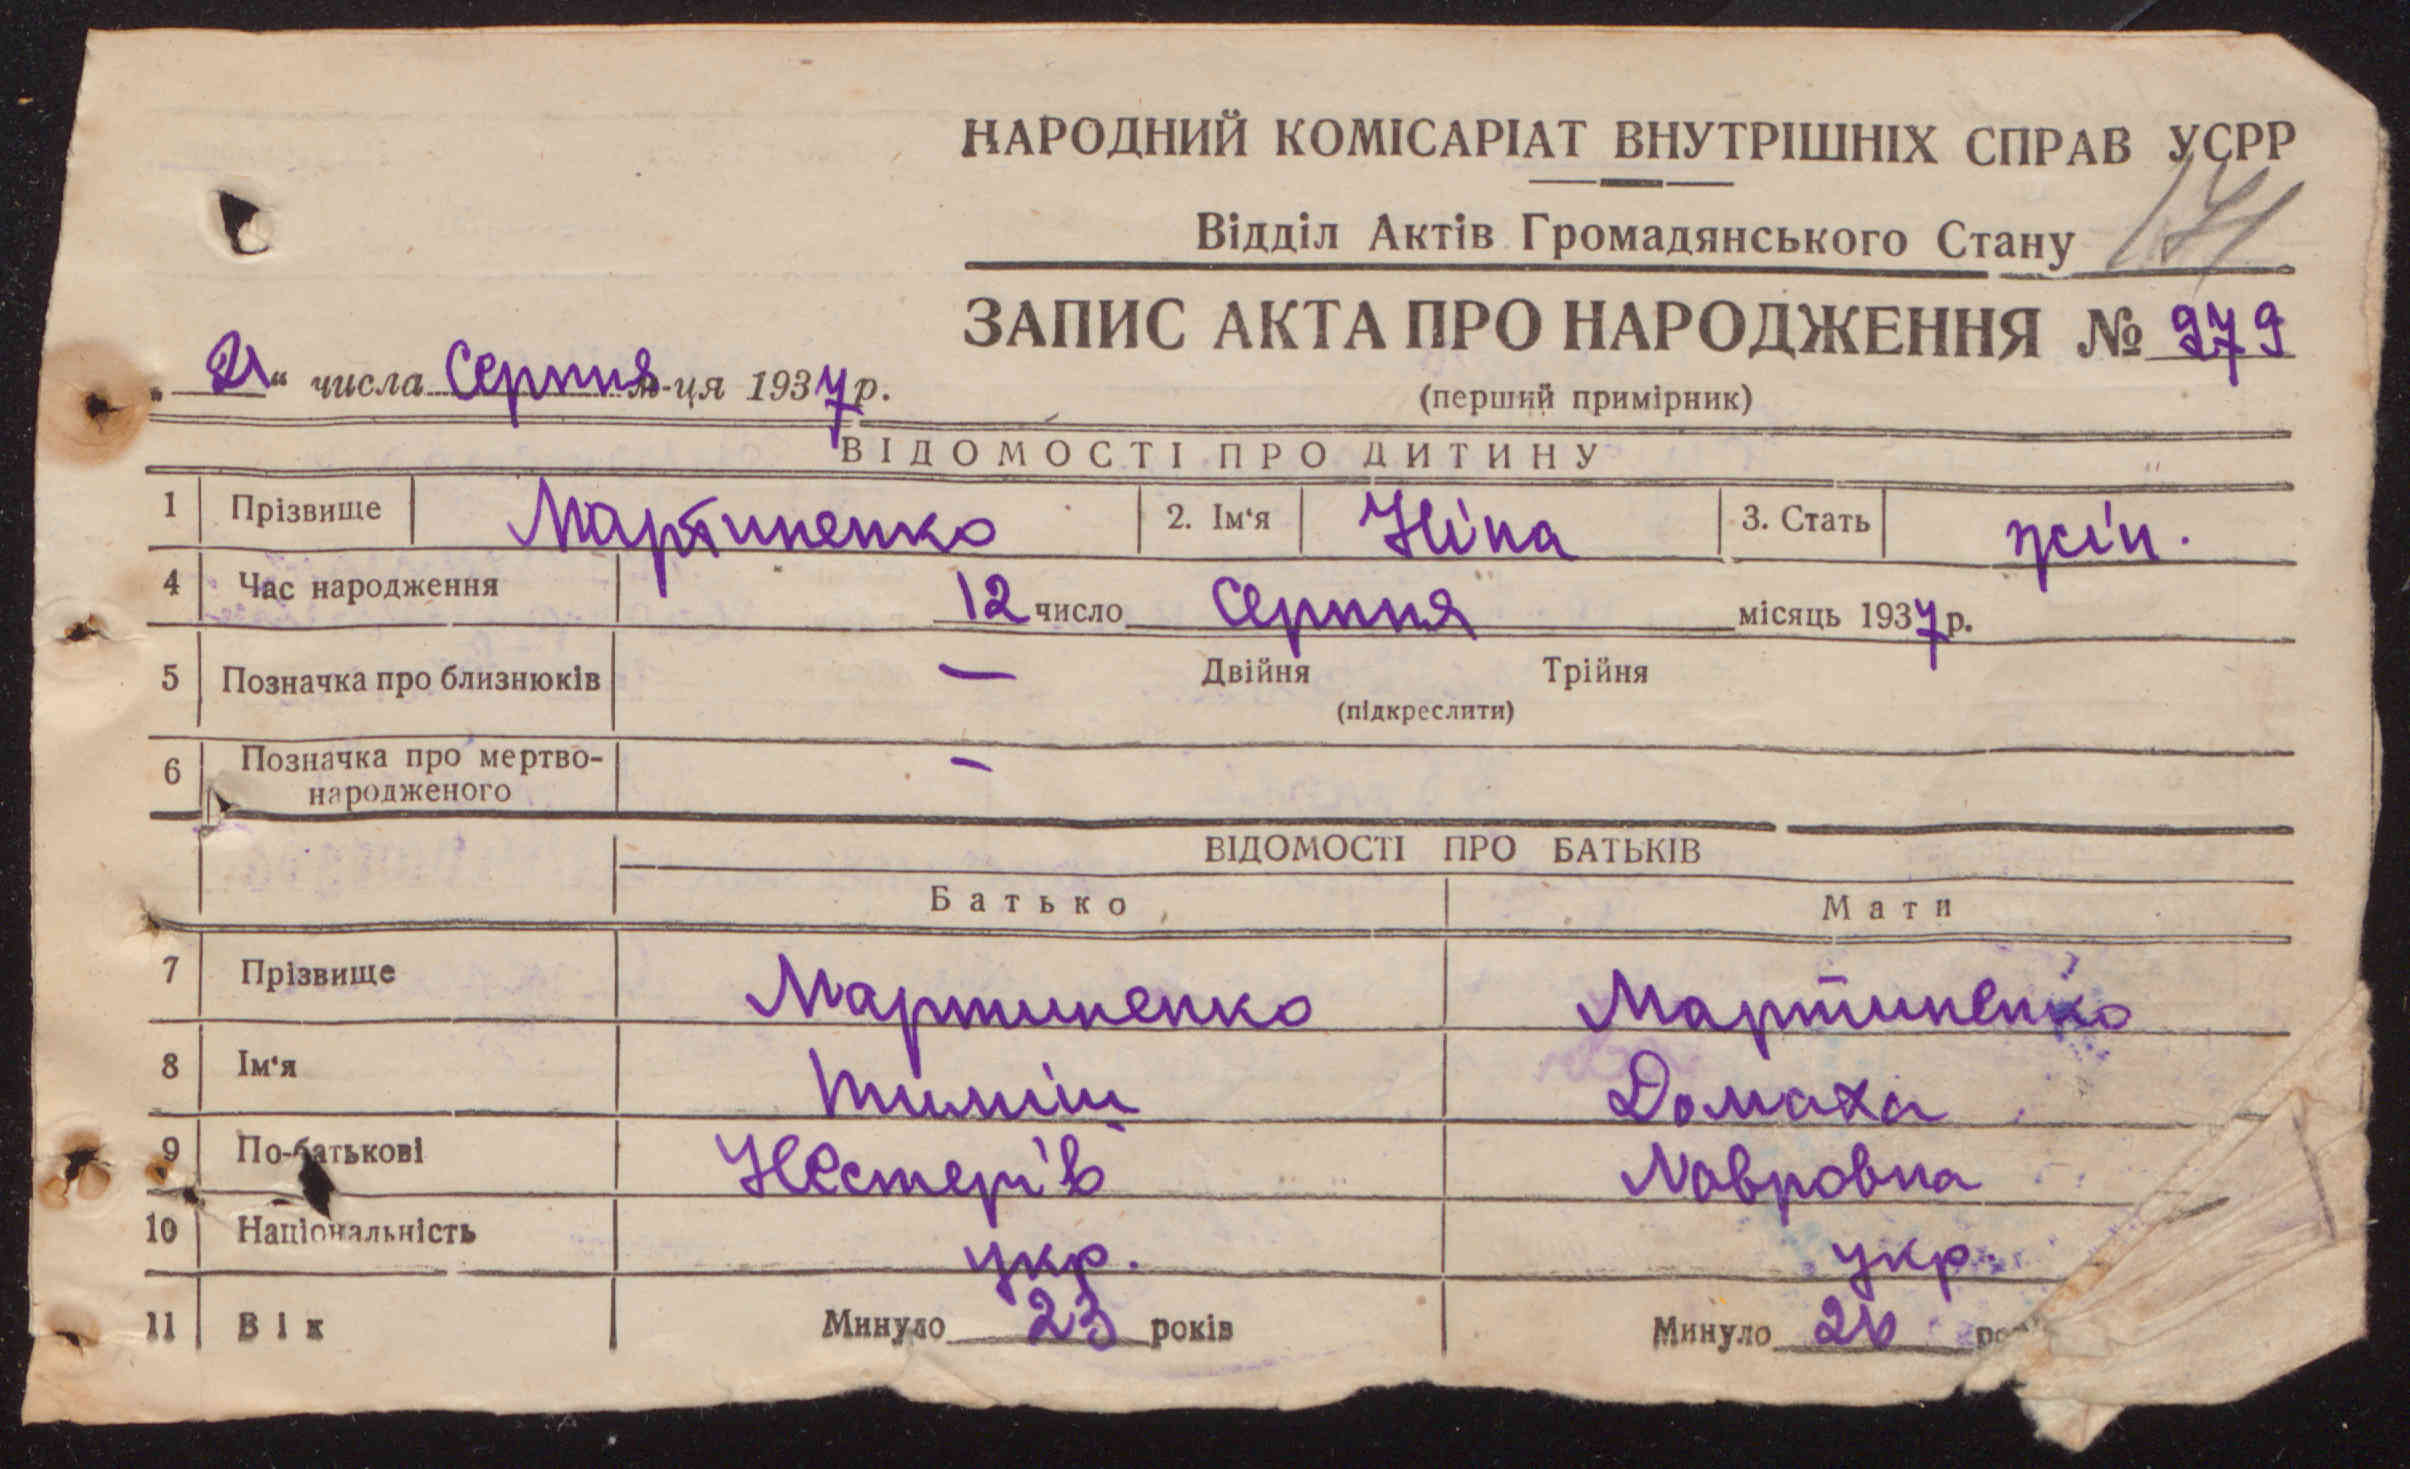 НАРОДНИЙ КОМІСАРІАТ ВНУТРІШНІХ СПРАВ УСРР
Відділ Актів Громадянського Стану
171
ЗАПИС АКТА ПРО НАРОДЖЕННЯ № 979
„21“ числа Серпня м-ця 1937 р.
(перший примірник)
ВІДОМОСТІ ПРО ДИТИНУ
1 Прізвище Мартиненко 2. Ім‘я Ніна 3. Стать жін.
4 Час народження 12 число Серпня місяць 1937 р.
5 Позначка про близнюків — Двійня Трійня
(підкреслити)
6 Позначка про мертво-
народженого –
ВІДОМОСТІ ПРО БАТЬКІВ
Батько Мати
7 Прізвище Мартиненко Мартиненко
8 Ім‘я Тиміш Домаха
9 По-батькові Нестерів Лавровна
10 Національність укр. укр.
11 Вік Минуло 23 років Минуло 26